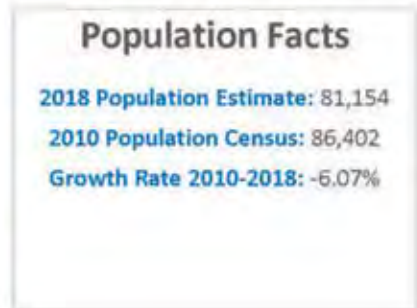 Population Facts
2018 Population Estimate: 81,154
2010 Population Census: 86,402
Growth Rate 2010-2018: -6.07%